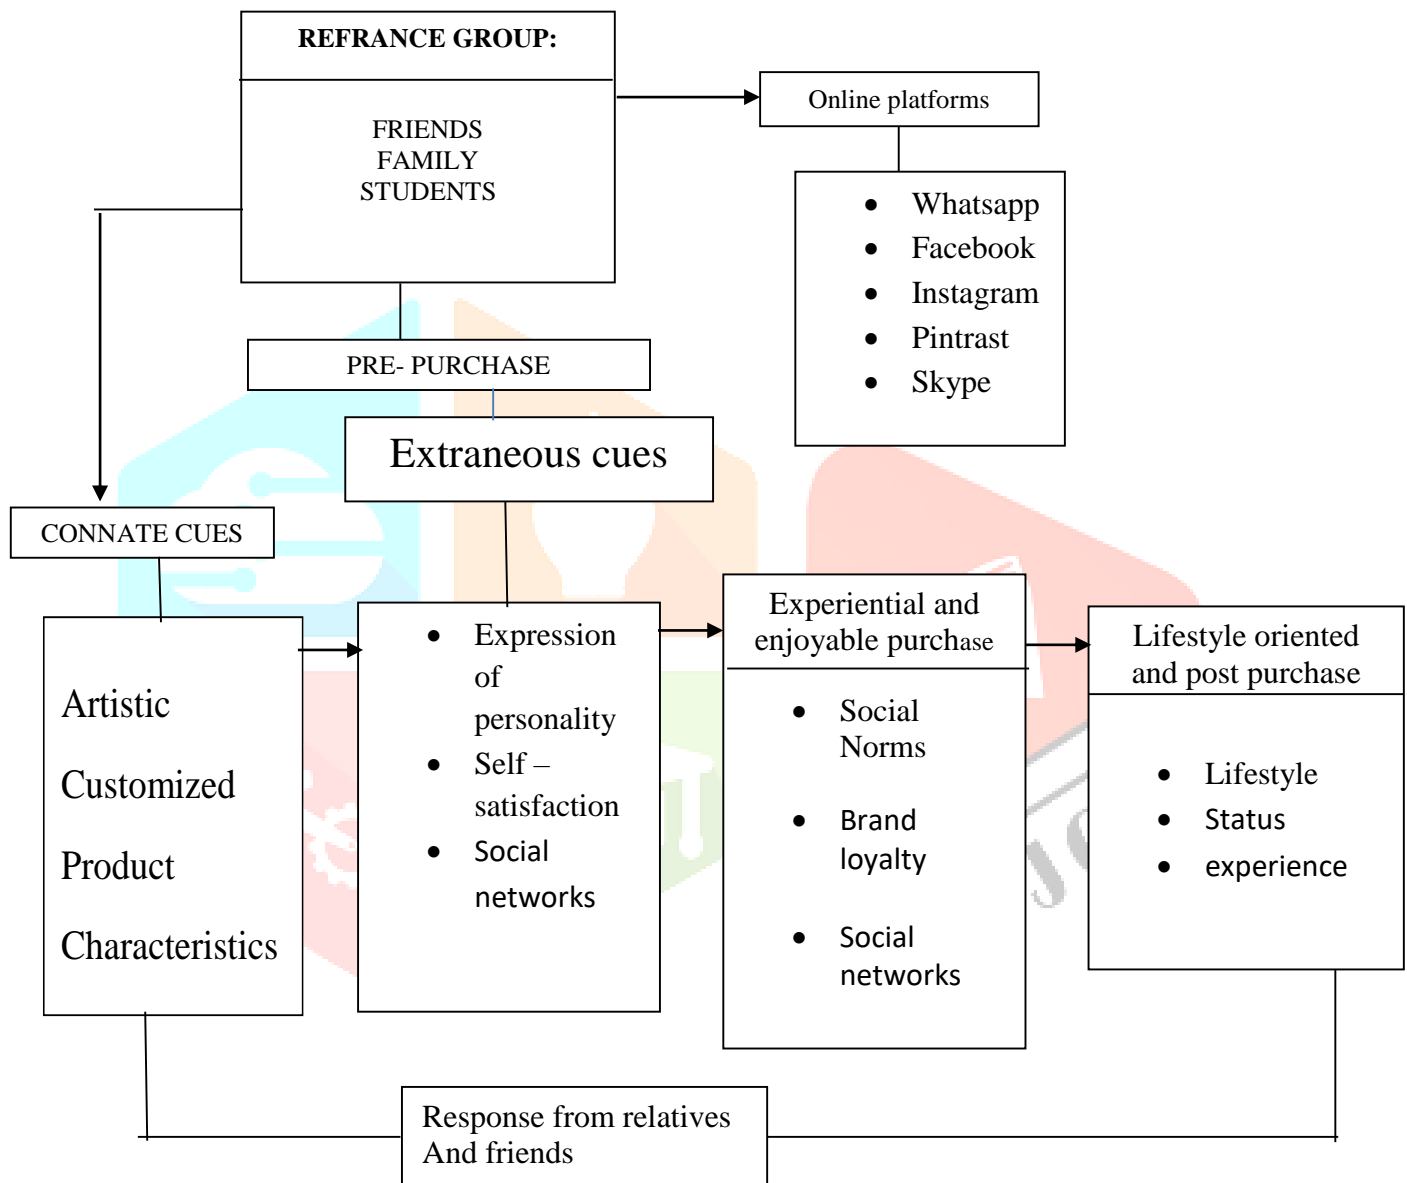 REFRANCE GROUP:
FRIENDS
FAMILY
STUDENTS
Online platforms
• Whatsapp
• Facebook
• Instagram
• Pintrast
• Skype
PRE- PURCHASE
Extraneous cues
CONNATE CUES
Artistic
Customized
Product
Characteristics
• Expression
of
personality
• Self –
satisfaction
• Social
networks
Experiential and
enjoyable purchase
• Social
Norms
• Brand
loyalty
• Social
networks
Lifestyle oriented
and post purchase
• Lifestyle
• Status
• experience
Response from relatives
And friends